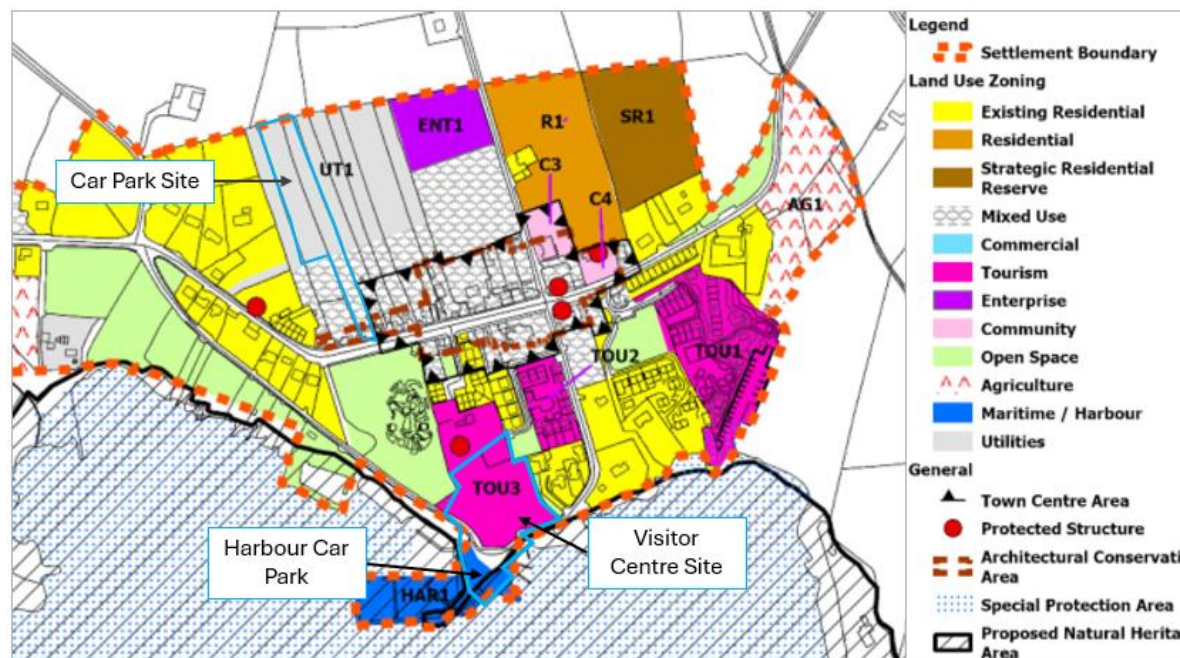 ENT1
R1
SR1
UT1
C3
Car Park Site
C4
AG1
TOU2
TOU1
TOU3
Harbour Car
Park
Visitor
Centre Site
HAR1
Legend
Settlement Boundary
Land Use Zoning
Existing Residential
Residential
Strategic Residential
Reserve
Mixed Use
Commercial
Tourism
Enterprise
Community
Open Space
Agriculture
Maritime / Harbour
Utilities
General
Town Centre Area
Protected Structure
Architectural Conservati
Area
Special Protection Area
Proposed Natural Herita
Area